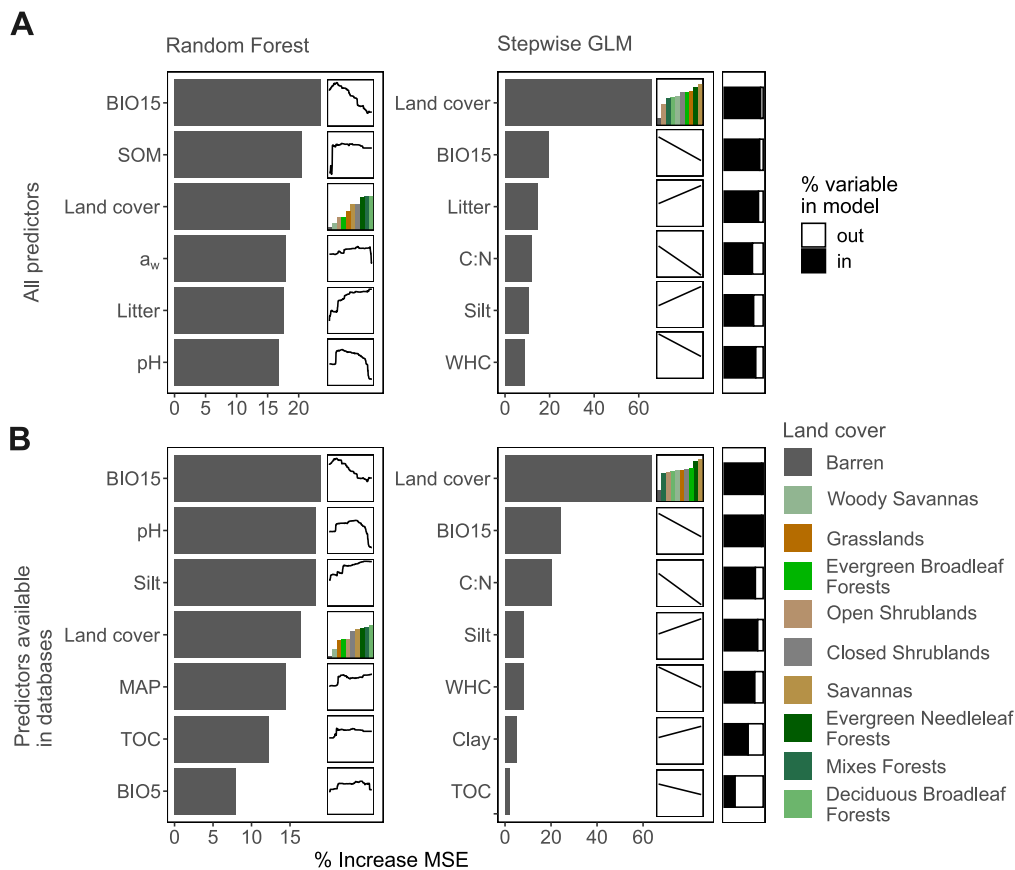 A
Random Forest
Stepwise GLM
All predictors
BIO15
SOM
Land cover
aw
Litter
pH
0 5 10 15 20
Land cover
BIO15
Litter
C:N
Silt
WHC
0 20 40 60
% variable
in model
out
in
B
Predictors available
in databases
BIO15
pH
Silt
Land cover
MAP
TOC
BIO5
0 5 10 15
Land cover
BIO15
C:N
Silt
WHC
Clay
TOC
0 20 40 60
% Increase MSE
Land cover
Barren
Woody Savannas
Grasslands
Evergreen Broadleaf
Forests
Open Shrublands
Closed Shrublands
Savannas
Evergreen Needleleaf
Forests
Mixes Forests
Deciduous Broadleaf
Forests